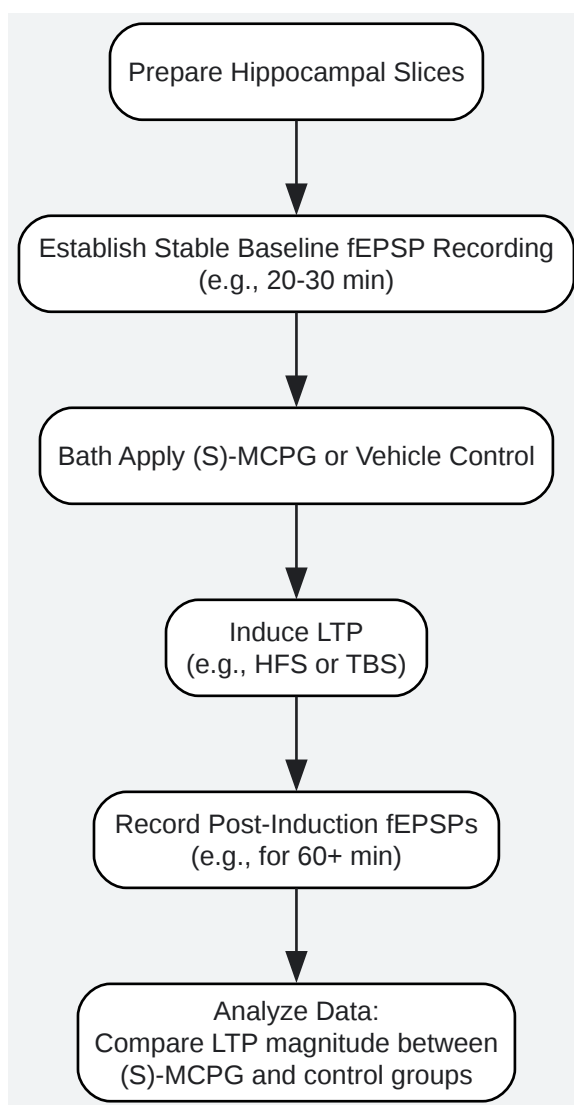 Prepare Hippocampal Slices
Establish Stable Baseline fEPSP Recording
(e.g., 20-30 min)
Bath Apply (S)-MCPG or Vehicle Control
Induce LTP
(e.g., HFS or TBS)
Record Post-Induction fEPSPs
(e.g., for 60+ min)
Analyze Data:
Compare LTP magnitude between
(S)-MCPG and control groups